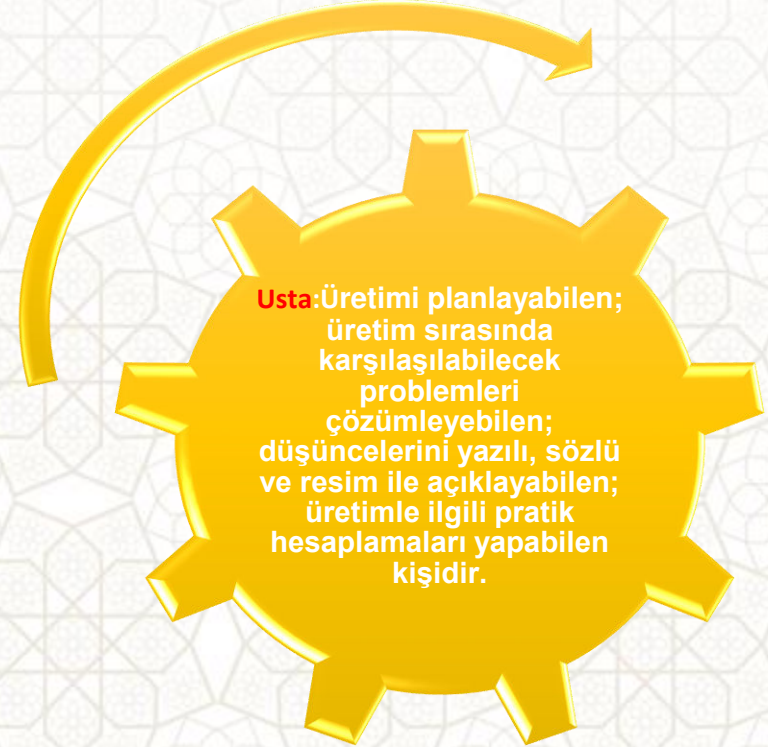 Usta:Üretimi planlayabilen;
üretim sırasında
karşılaşılabilecek
problemleri
çözümleyebilen;
düşüncelerini yazılı, sözlü
ve resim ile açıklayabilen;
üretimle ilgili pratik
hesaplamaları yapabilen
kişidir.